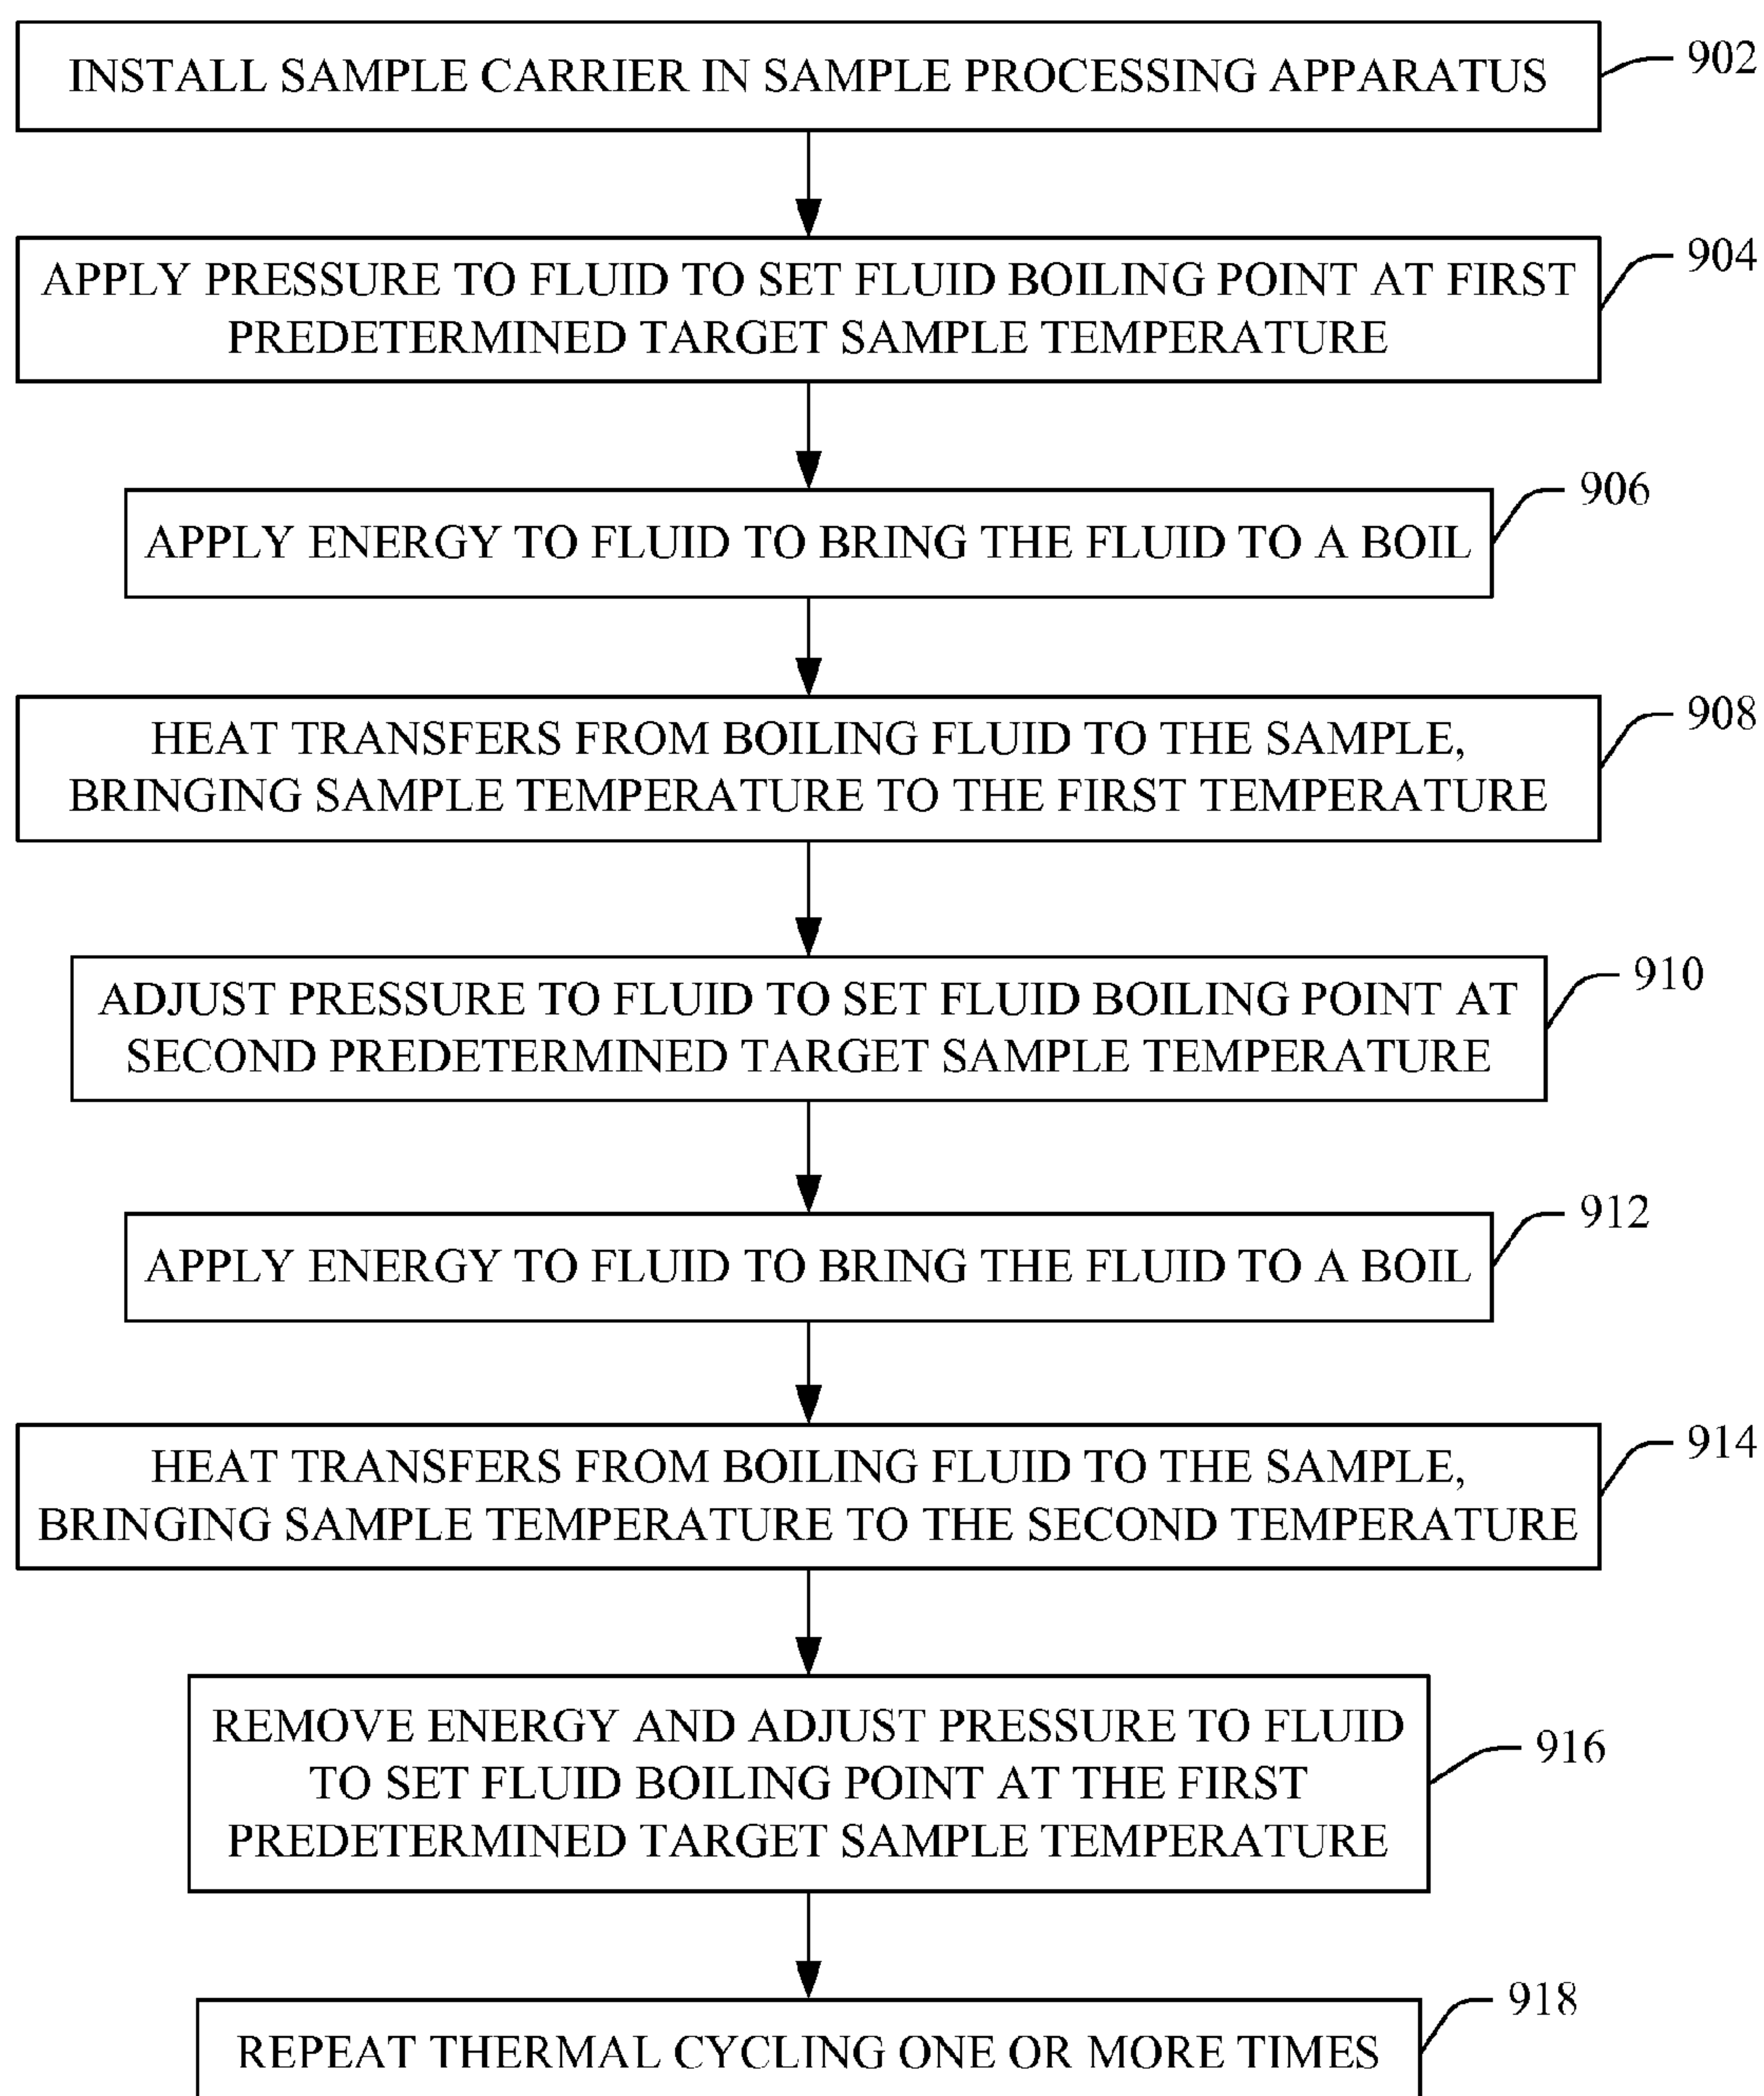 INSTALL SAMPLE CARRIER IN SAMPLE PROCESSING APPARATUS
902
APPLY PRESSURE TO FLUID TO SET FLUID BOILING POINT AT FIRST
PREDETERMINED TARGET SAMPLE TEMPERATURE
904
APPLY ENERGY TO FLUID TO BRING THE FLUID TO A BOIL
906
HEAT TRANSFERS FROM BOILING FLUID TO THE SAMPLE,
BRINGING SAMPLE TEMPERATURE TO THE FIRST TEMPERATURE
908
ADJUST PRESSURE TO FLUID TO SET FLUID BOILING POINT AT
SECOND PREDETERMINED TARGET SAMPLE TEMPERATURE
910
APPLY ENERGY TO FLUID TO BRING THE FLUID TO A BOIL
912
HEAT TRANSFERS FROM BOILING FLUID TO THE SAMPLE,
BRINGING SAMPLE TEMPERATURE TO THE SECOND TEMPERATURE
914
REMOVE ENERGY AND ADJUST PRESSURE TO FLUID
TO SET FLUID BOILING POINT AT THE FIRST
PREDETERMINED TARGET SAMPLE TEMPERATURE
916
REPEAT THERMAL CYCLING ONE OR MORE TIMES
918